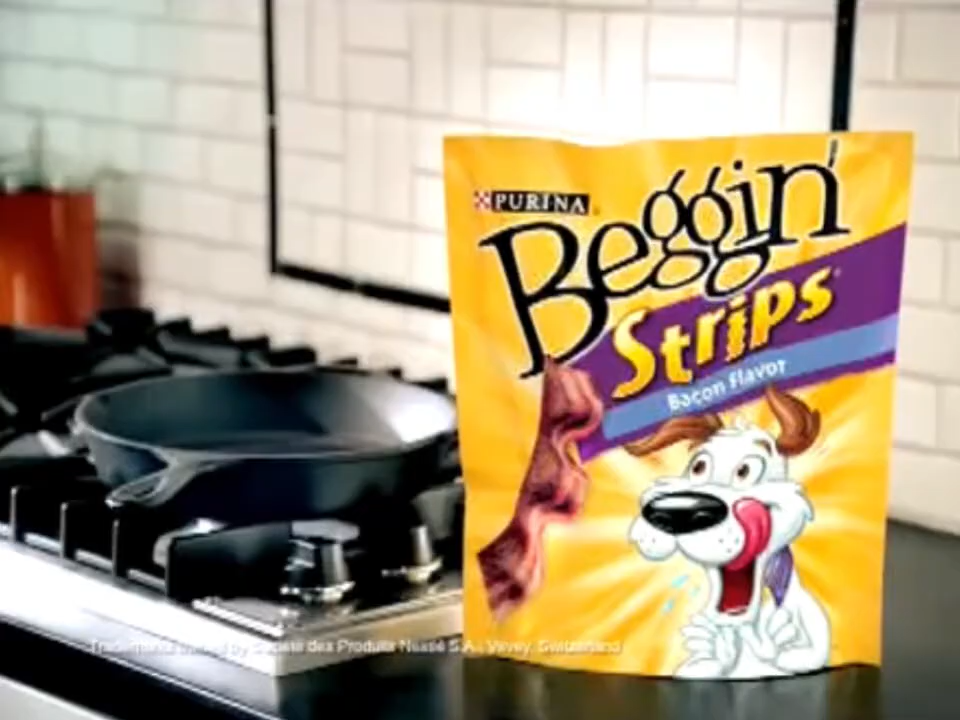 PURINA
Beggin'
Strips
Bacon Flavor
Trademarks owned by Société des Produits Nestlé S.A., Vevey, Switzerland